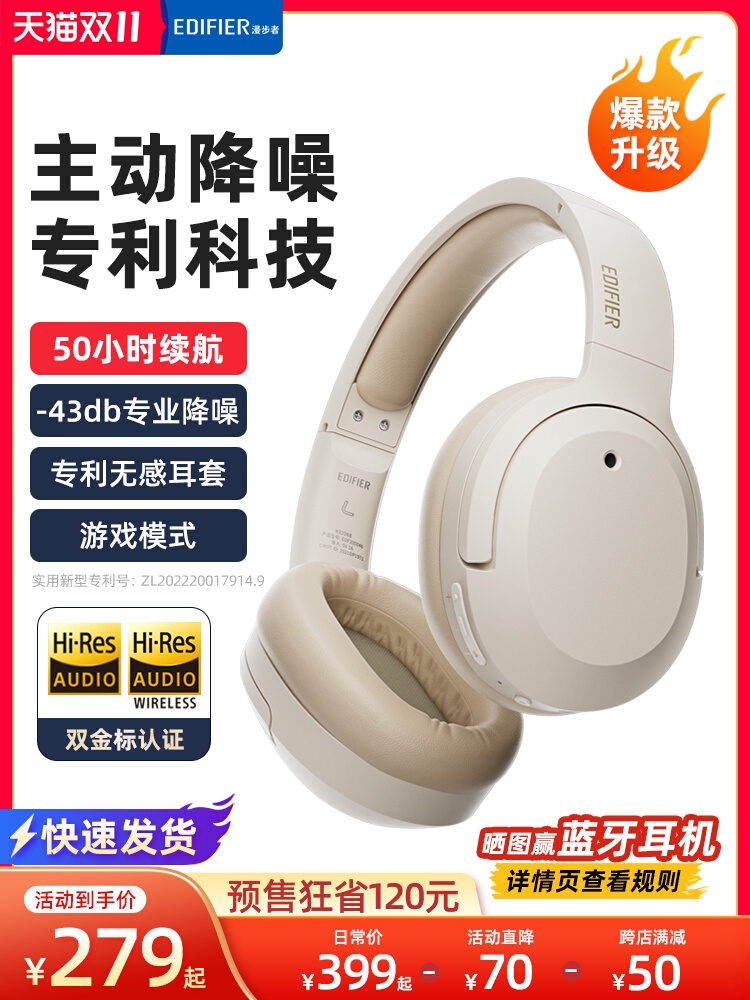 天猫双11 EDIFIER漫步者
爆款
升级
主动降噪
专利科技
50小时续航
-43db专业降噪
专利无感耳套
游戏模式
实用新型专利号：ZL202220017914.9
EDIFIER
EDIFIER
L
Hi-Res
AUDIO
Hi-Res
AUDIO
WIRELESS
双金标认证
快速发货
晒图赢蓝牙耳机
详情页查看规则
活动到手价
¥279起
预售狂省120元
日常价
¥399起
-
活动直降
¥70
-
跨店满减
¥50